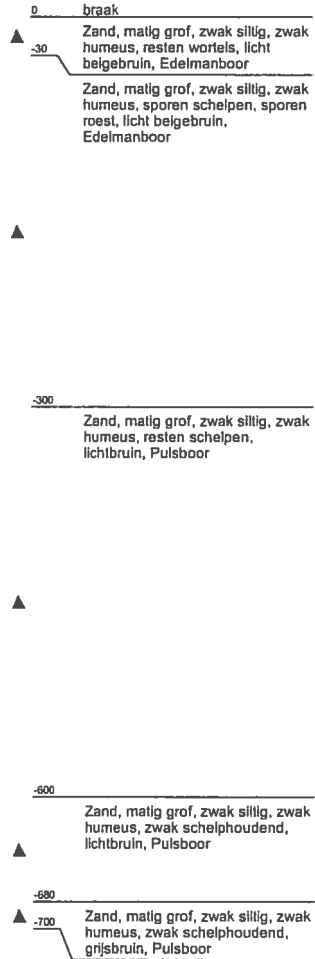 0 braak
Zand, matig grof, zwak siltig, zwak
-30 humeus, resten wortels, licht
beigebruin, Edelmanboor
Zand, matig grof, zwak siltig, zwak
humeus, sporen schelpen, sporen
roest, licht beigebruin,
Edelmanboor
-300
Zand, matig grof, zwak siltig, zwak
humeus, resten schelpen,
lichtbruin, Pulsboor
-600
Zand, matig grof, zwak siltig, zwak
humeus, zwak schelphoudend,
lichtbruin, Pulsboor
-680
-700 Zand, matig grof, zwak siltig, zwak
humeus, zwak schelphoudend,
grijsbruin, Pulsboor